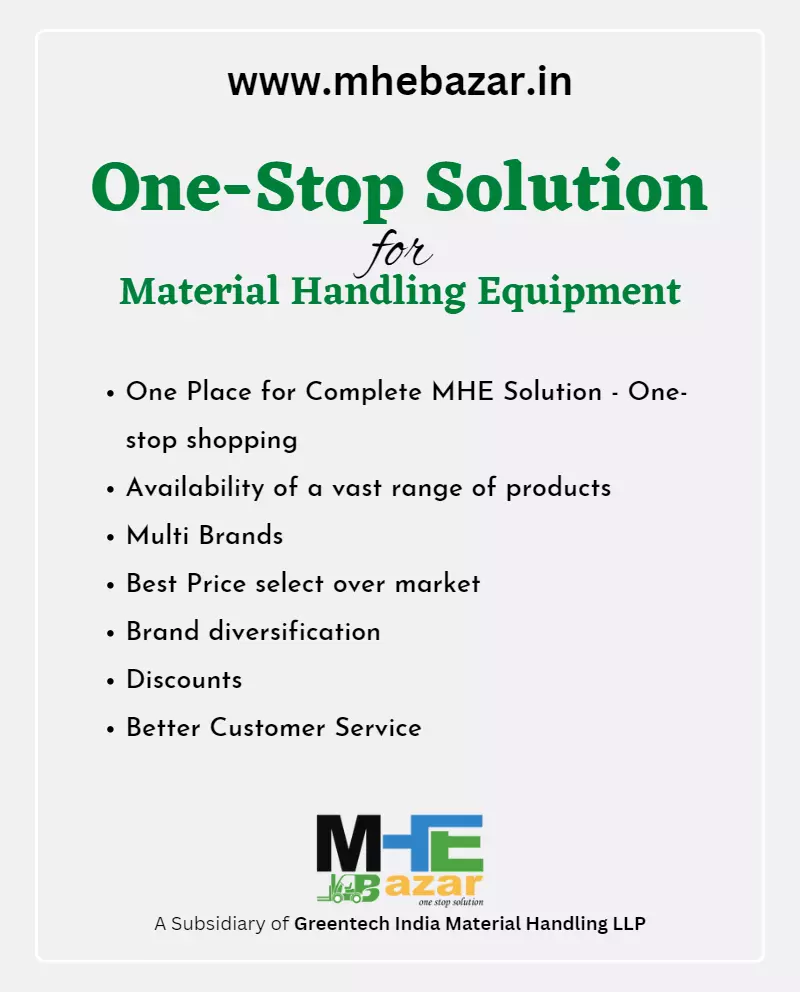 www.mhebazar.in
One-Stop Solution
for
Material Handling Equipment
• One Place for Complete MHE Solution - One-
stop shopping
• Availability of a vast range of products
• Multi Brands
• Best Price select over market
• Brand diversification
• Discounts
• Better Customer Service
MHE
Bazar
one stop solution
A Subsidiary of Greentech India Material Handling LLP